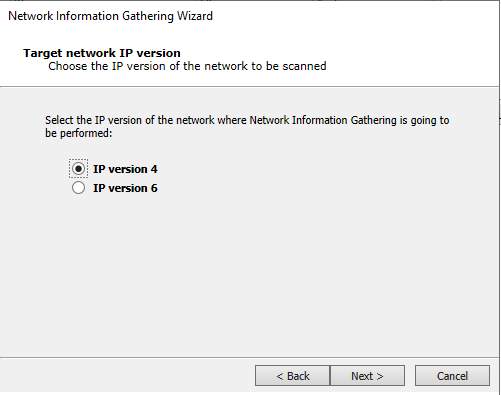 Network Information Gathering Wizard
Target network IP version
Choose the IP version of the network to be scanned
Select the IP version of the network where Network Information Gathering is going to
be performed:
IP version 4
IP version 6
< Back
Next >
Cancel